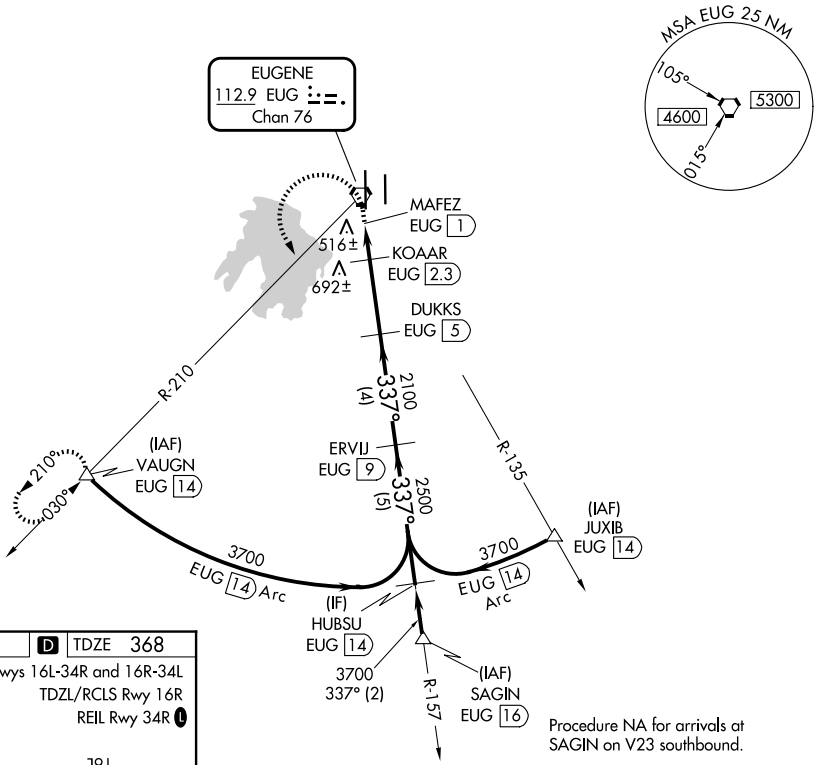 MSA EUG 25 NM
105°
4600
5300
015°
EUGENE
112.9 EUG
Chan 76
MAFEZ
EUG 1
516±
KOAAR
EUG 2.3
692±
DUKKS
EUG 5
R-210
2100
337°
(4)
R-135
(IAF)
VAUGN
EUG 14
210°
030°
ERVIJ
EUG 9
2500
337°
(5)
(IAF)
JUXIB
EUG 14
3700
EUG 14 Arc
3700
EUG 14
Arc
(IF)
HUBSU
EUG 14
3700
337° (2)
R-157
(IAF)
SAGIN
EUG 16
Procedure NA for arrivals at
SAGIN on V23 southbound.
D TDZE 368
wys 16L-34R and 16R-34L
TDZL/RCLS Rwy 16R
REIL Rwy 34R L